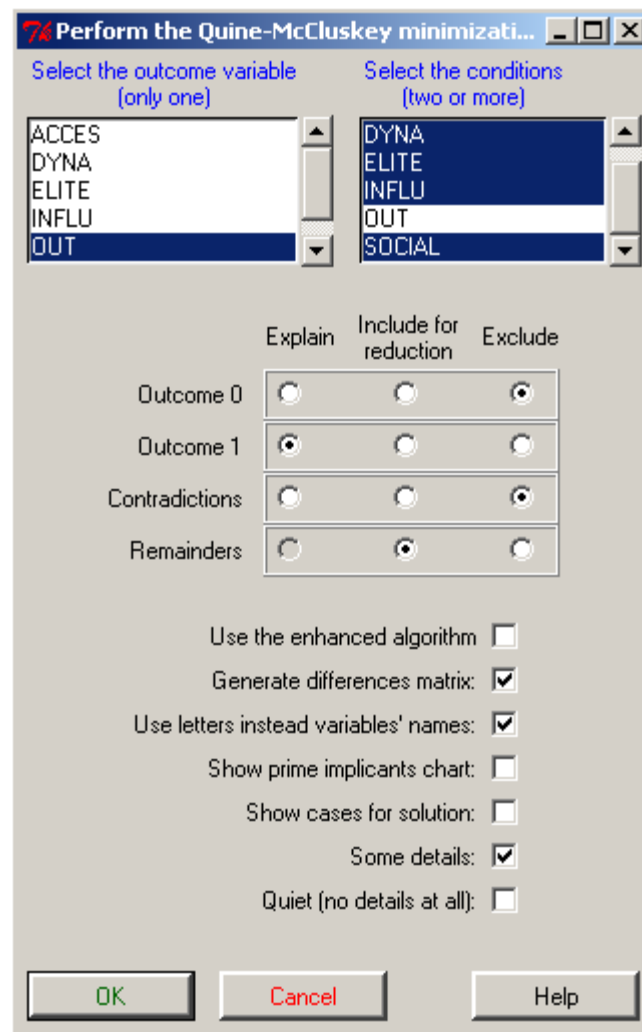 Perform the Quine-McCluskey minimizati...
Select the outcome variable
(only one)
Select the conditions
(two or more)
ACCES
DYNA
ELITE
INFLU
OUT
DYNA
ELITE
INFLU
OUT
SOCIAL
Explain
Include for
reduction
Exclude
Outcome 0
Outcome 1
Contradictions
Remainders
Use the enhanced algorithm
Generate differences matrix:
Use letters instead variables' names:
Show prime implicants chart:
Show cases for solution:
Some details:
Quiet (no details at all):
OK
Cancel
Help